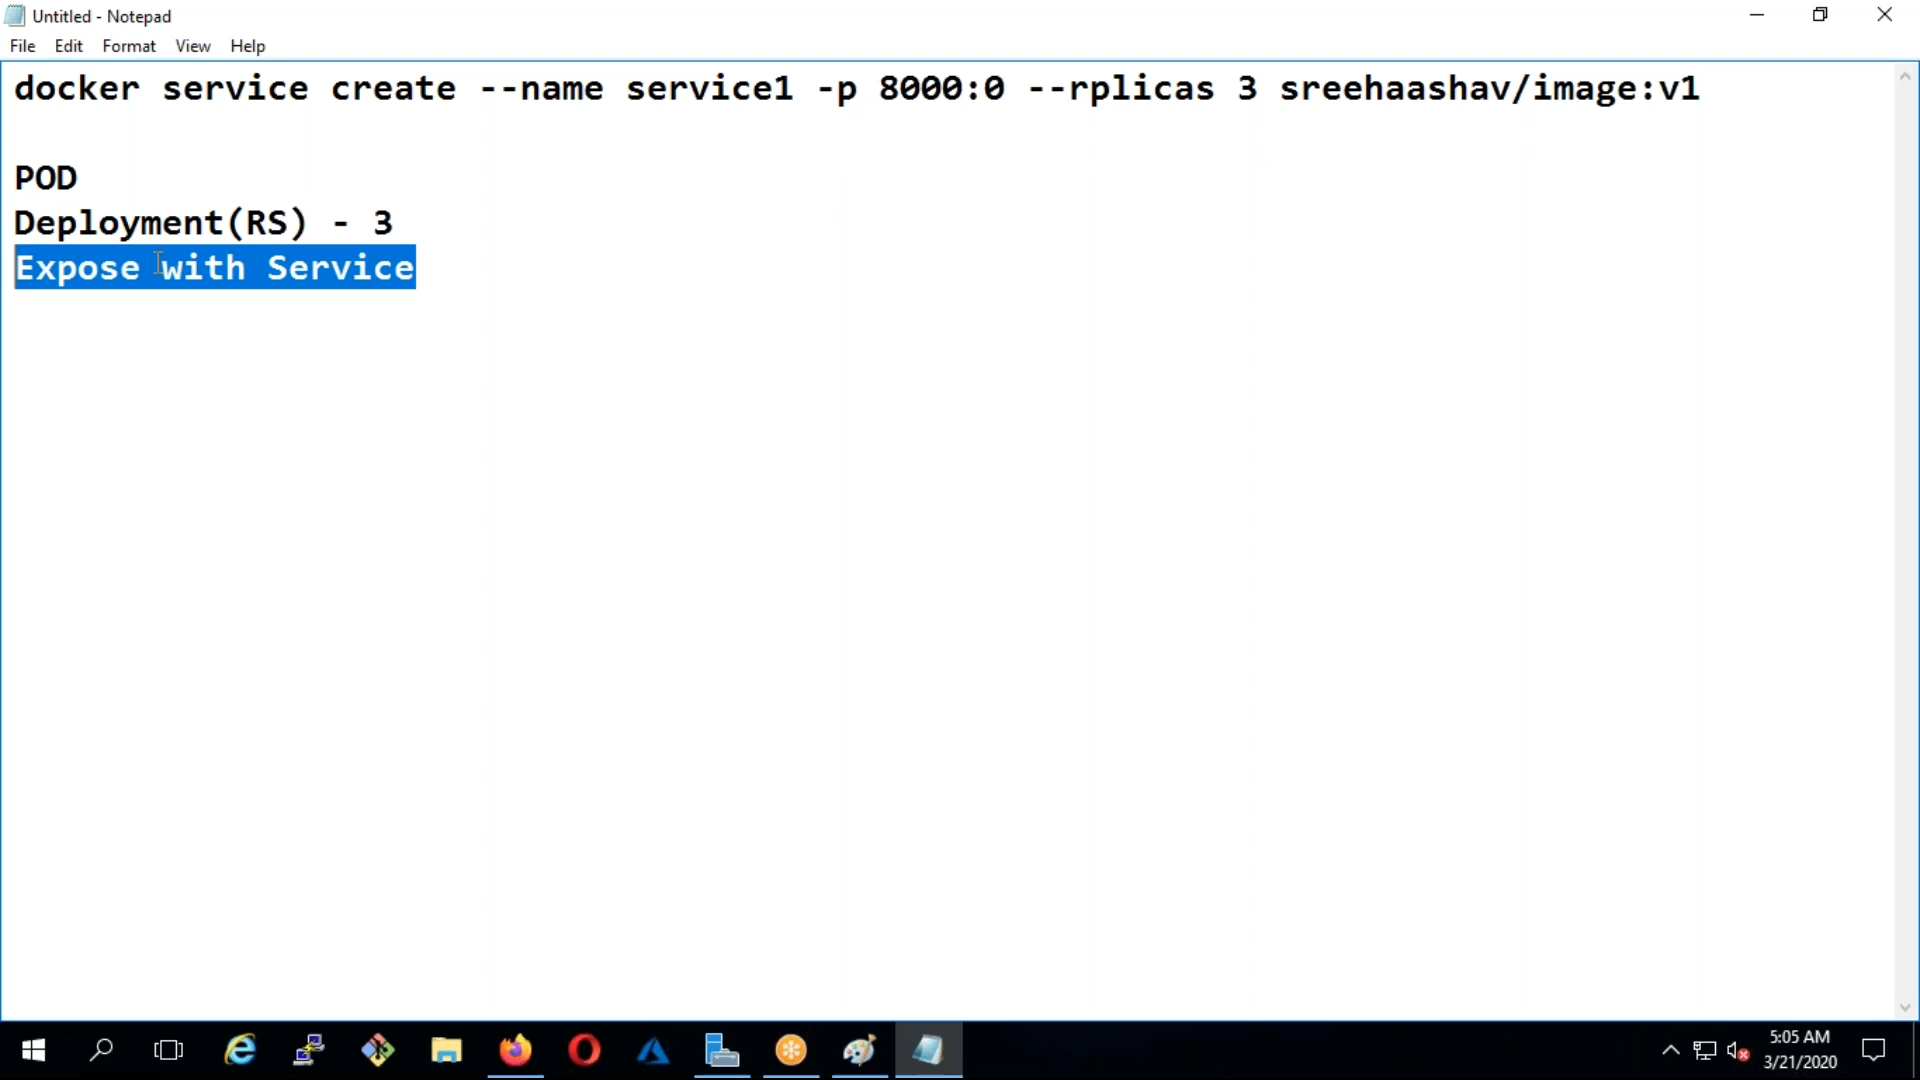 Untitled - Notepad
File Edit Format View Help
docker service create --name service1 -p 8000:0 --rplicas 3 sreehaashav/image:v1
POD
Deployment(RS) - 3
Expose with Service
5:05 AM
3/21/2020